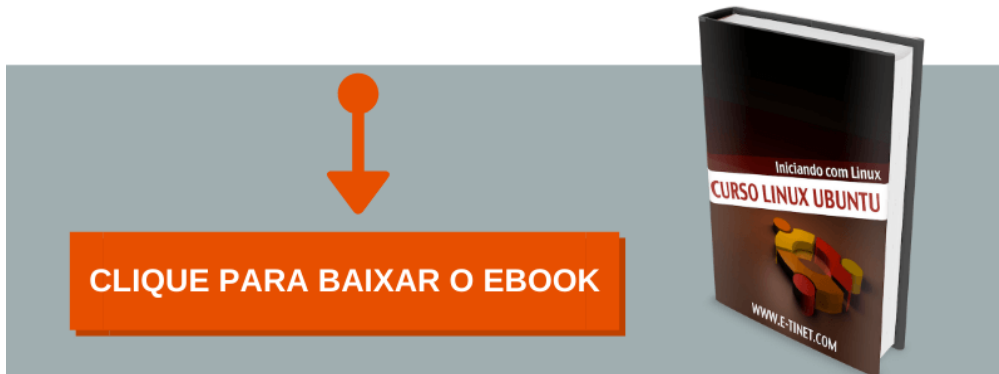 CLIQUE PARA BAIXAR O EBOOK
Iniciando com Linux
CURSO LINUX UBUNTU
WWW.E-TINET.COM